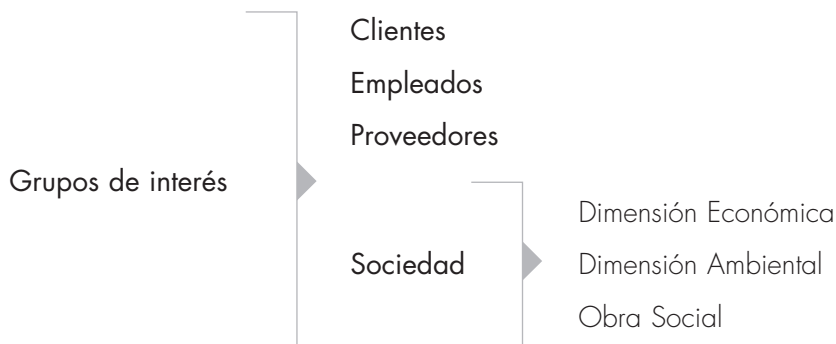 Clientes
Empleados
Proveedores
Grupos de interés
Sociedad
Dimensión Económica
Dimensión Ambiental
Obra Social